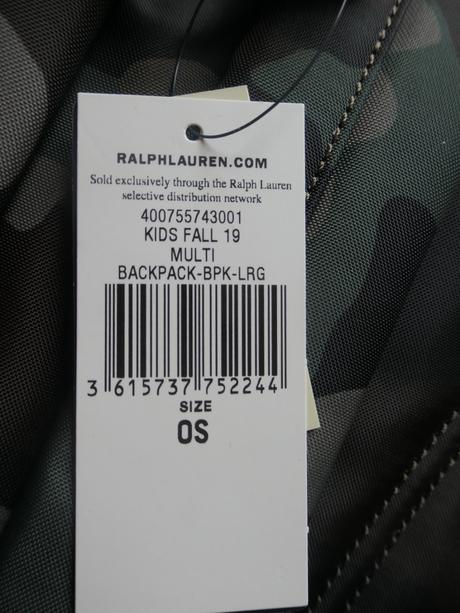 RALPHLAUREN.COM
Sold exclusively through the Ralph Lauren
selective distribution network
400755743001
KIDS FALL 19
MULTI
BACKPACK-BPK-LRG
3 615737 752244
SIZE
OS